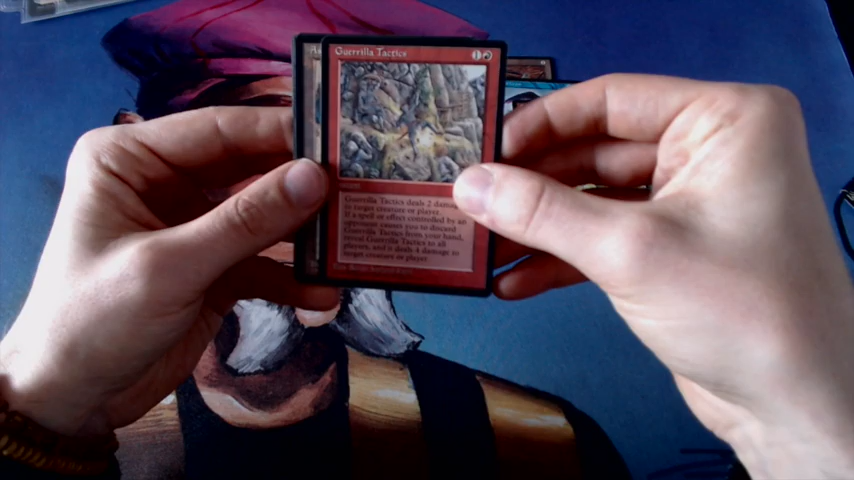 Guerrilla Tactics 1
Guerrilla Tactics deals 2 damage
to target creature or player.
If a spell or effect controlled by an
opponent causes you to discard
Guerrilla Tactics from your hand,
reveal Guerrilla Tactics to all
players, and it deals 4 damage to
target creature or player.